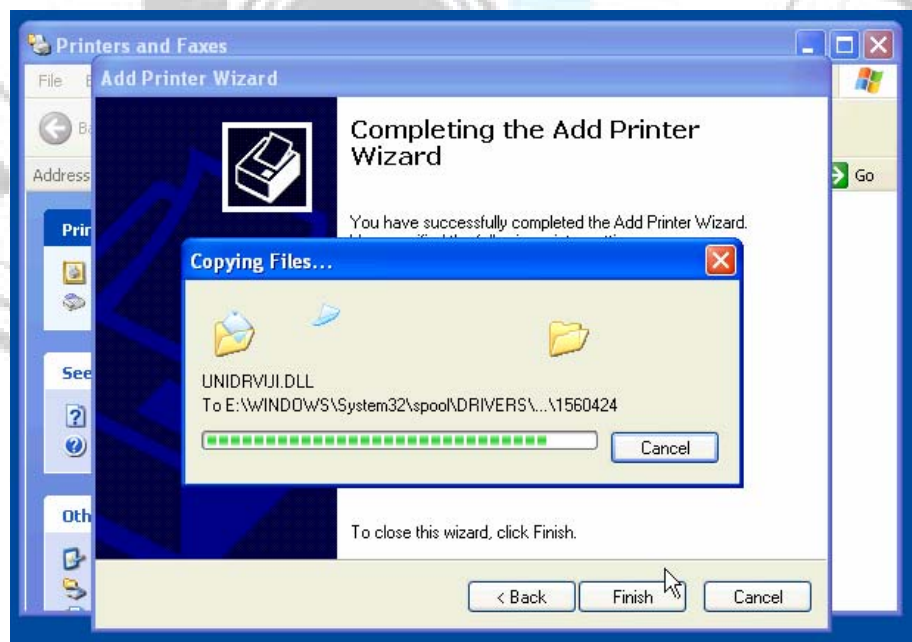 Printers and Faxes
File
Add Printer Wizard
Address
Go
Completing the Add Printer
Wizard
You have successfully completed the Add Printer Wizard.
Copying Files...
UNIDRVUI.DLL
To E:\WINDOWS\System32\spool\DRIVERS\...\1560424
Cancel
See
To close this wizard, click Finish.
< Back
Finish
Cancel